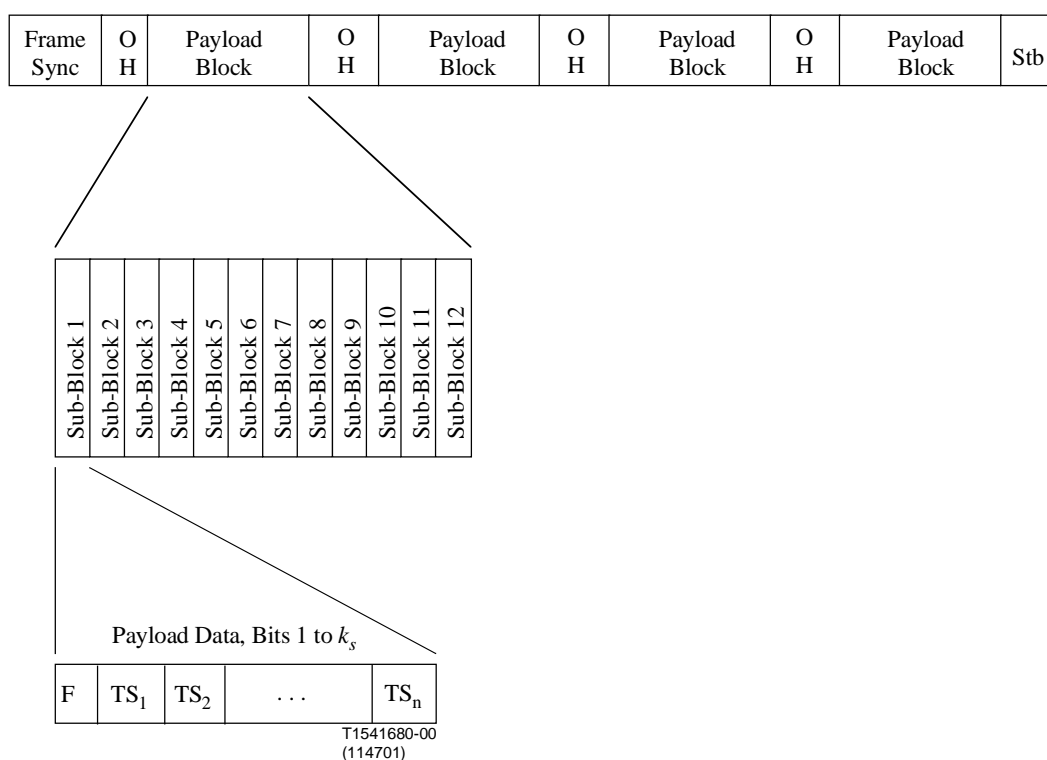 Frame Sync
O H
Payload Block
O H
Payload Block
O H
Payload Block
O H
Payload Block
Stb
Sub-Block 1
Sub-Block 2
Sub-Block 3
Sub-Block 4
Sub-Block 5
Sub-Block 6
Sub-Block 7
Sub-Block 8
Sub-Block 9
Sub-Block 10
Sub-Block 11
Sub-Block 12
Payload Data, Bits 1 to kₛ
F
TS₁
TS₂
. . .
TSₙ
T1541680-00
(114701)